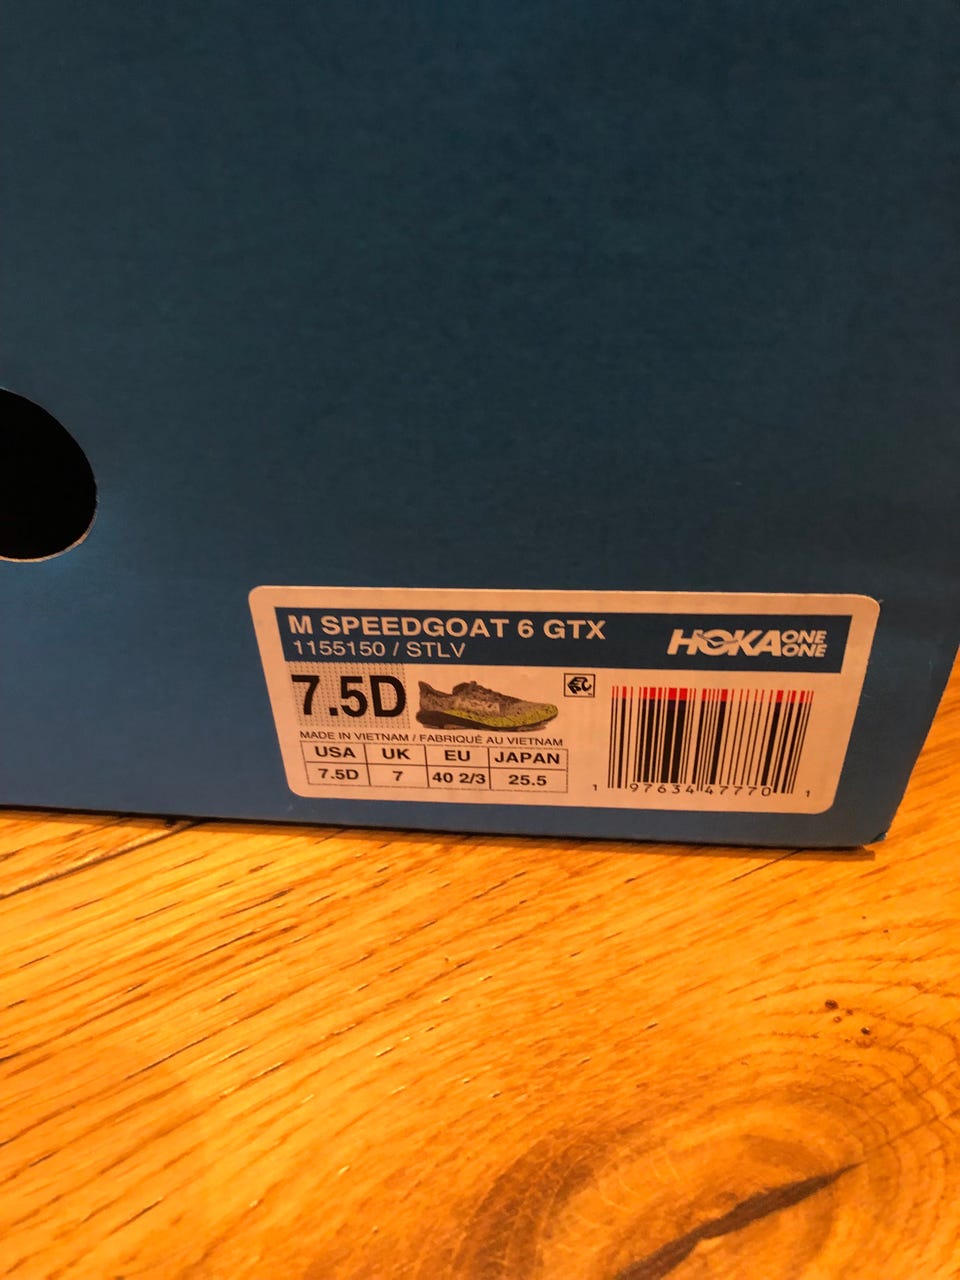 M SPEEDGOAT 6 GTX
1155150 / STLV
HOKA ONE ONE
7.5D
MADE IN VIETNAM / FABRIQUÉ AU VIETNAM
USA UK EU JAPAN
7.5D 7 40 2/3 25.5
1 97634 47770 1